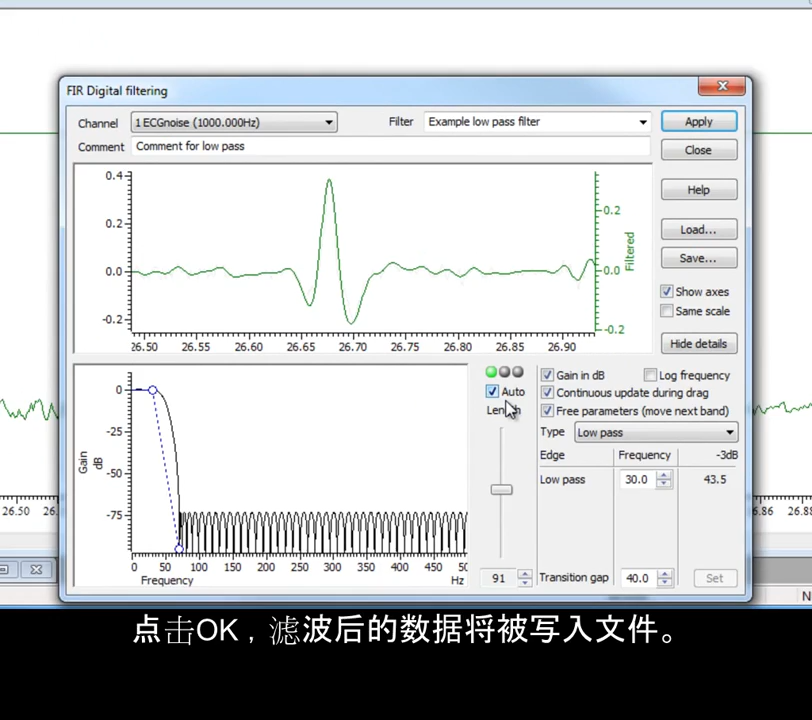 FIR Digital filtering
Channel 1 ECGnoise (1000.000Hz) Filter Example low pass filter Apply
Comment Comment for low pass Close
Help
Load...
Save...
Show axes
Same scale
Hide details
0.4
0.2
0.0
-0.2
0.2
0.0
-0.2
Filtered
26.50 26.55 26.60 26.65 26.70 26.75 26.80 26.85 26.90
0
-25
-50
-75
Gain
dB
0 50 100 150 200 250 300 350 400 450
Frequency Hz
Auto
91
Gain in dB Log frequency
Continuous update during drag
Free parameters (move next band)
Type Low pass
Edge Frequency -3dB
Low pass 30.0 43.5
Transition gap 40.0 Set
26.50
点击OK，滤波后的数据将被写入文件。